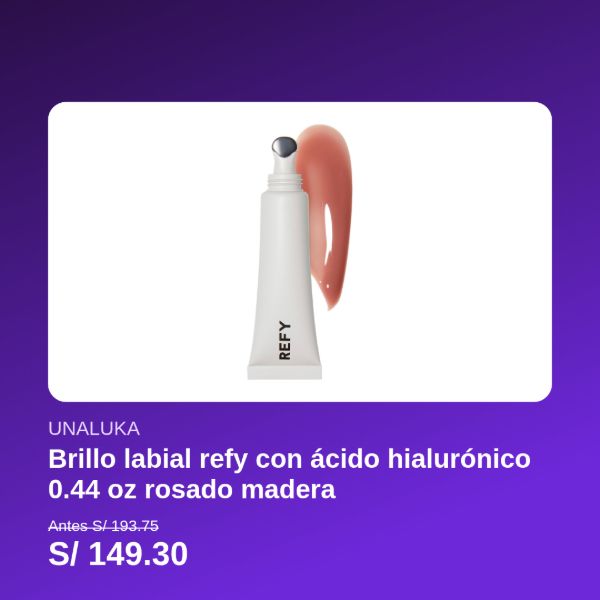 REFY
UNALUKA
Brillo labial refy con ácido hialurónico
0.44 oz rosado madera
Antes S/ 193.75
S/ 149.30